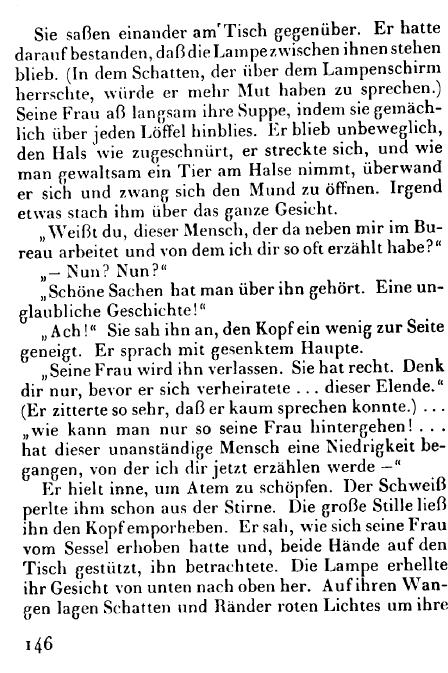 Sie saßen einander am Tisch gegenüber. Er hatte
darauf bestanden, daß die Lampe zwischen ihnen stehen
blieb. (In dem Schatten, der über dem Lampenschirm
herrschte, würde er mehr Mut haben zu sprechen.)
Seine Frau aß langsam ihre Suppe, indem sie gemäch-
lich über jeden Löffel hinblies. Er blieb unbeweglich,
den Hals wie zugeschnürt, er streckte sich, und wie
man gewaltsam ein Tier am Halse nimmt, überwand
er sich und zwang sich den Mund zu öffnen. Irgend
etwas stach ihm über das ganze Gesicht.
„Weißt du, dieser Mensch, der da neben mir im Bu-
reau arbeitet und von dem ich dir so oft erzählt habe?“
„— Nun? Nun?“
„Schöne Sachen hat man über ihn gehört. Eine un-
glaubliche Geschichte!“
„Ach!“ Sie sah ihn an, den Kopf ein wenig zur Seite
geneigt. Er sprach mit gesenktem Haupte.
„Seine Frau wird ihn verlassen. Sie hat recht. Denk
dir nur, bevor er sich verheiratete ... dieser Elende.“
(Er zitterte so sehr, daß er kaum sprechen konnte.) ...
„wie kann man nur so seine Frau hintergehen! ...
hat dieser unanständige Mensch eine Niedrigkeit be-
gangen, von der ich dir jetzt erzählen werde —“
Er hielt inne, um Atem zu schöpfen. Der Schweiß
perlte ihm schon aus der Stirne. Die große Stille ließ
ihn den Kopf emporheben. Er sah, wie sich seine Frau
vom Sessel erhoben hatte und, beide Hände auf den
Tisch gestützt, ihn betrachtete. Die Lampe erhellte
ihr Gesicht von unten nach oben her. Auf ihren Wan-
gen lagen Schatten und Ränder roten Lichtes um ihre
146